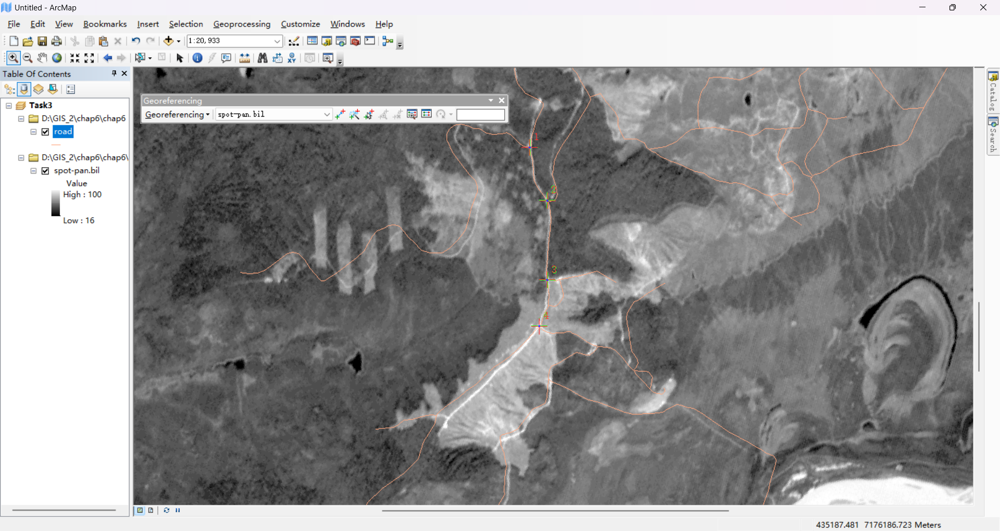 Untitled - ArcMap
File Edit View Bookmarks Insert Selection Geoprocessing Customize Windows Help
1:20,933
Table Of Contents
Task3
D:\GIS_2\chap6\chap6
road
D:\GIS_2\chap6\chap6\
spot-pan.bil
Value
High : 100
Low : 16
Georeferencing
Georeferencing spot-pan.bil
XY
1
2
3
4
Catalog
Search
435187.481 7176186.723 Meters